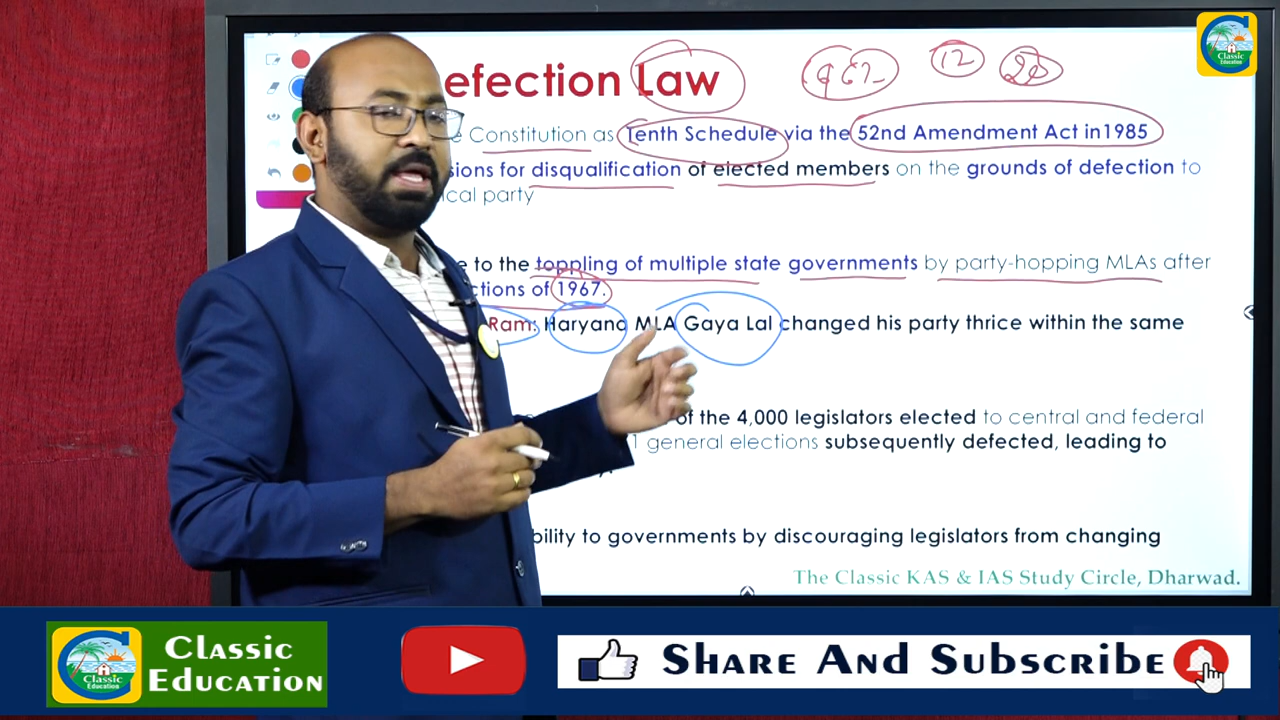 efection Law
12
Constitution as Tenth Schedule via the 52nd Amendment Act in1985
sions for disqualification of elected members on the grounds of defection to
ical party
e to the toppling of multiple state governments by party-hopping MLAs after
ctions of 1967.
Ram: Haryana MLA Gaya Lal changed his party thrice within the same
of the 4,000 legislators elected to central and federal
1 general elections subsequently defected, leading to
bility to governments by discouraging legislators from changing
The Classic KAS & IAS Study Circle, Dharwad.
Classic
Education
Classic
Education
Share And Subscribe